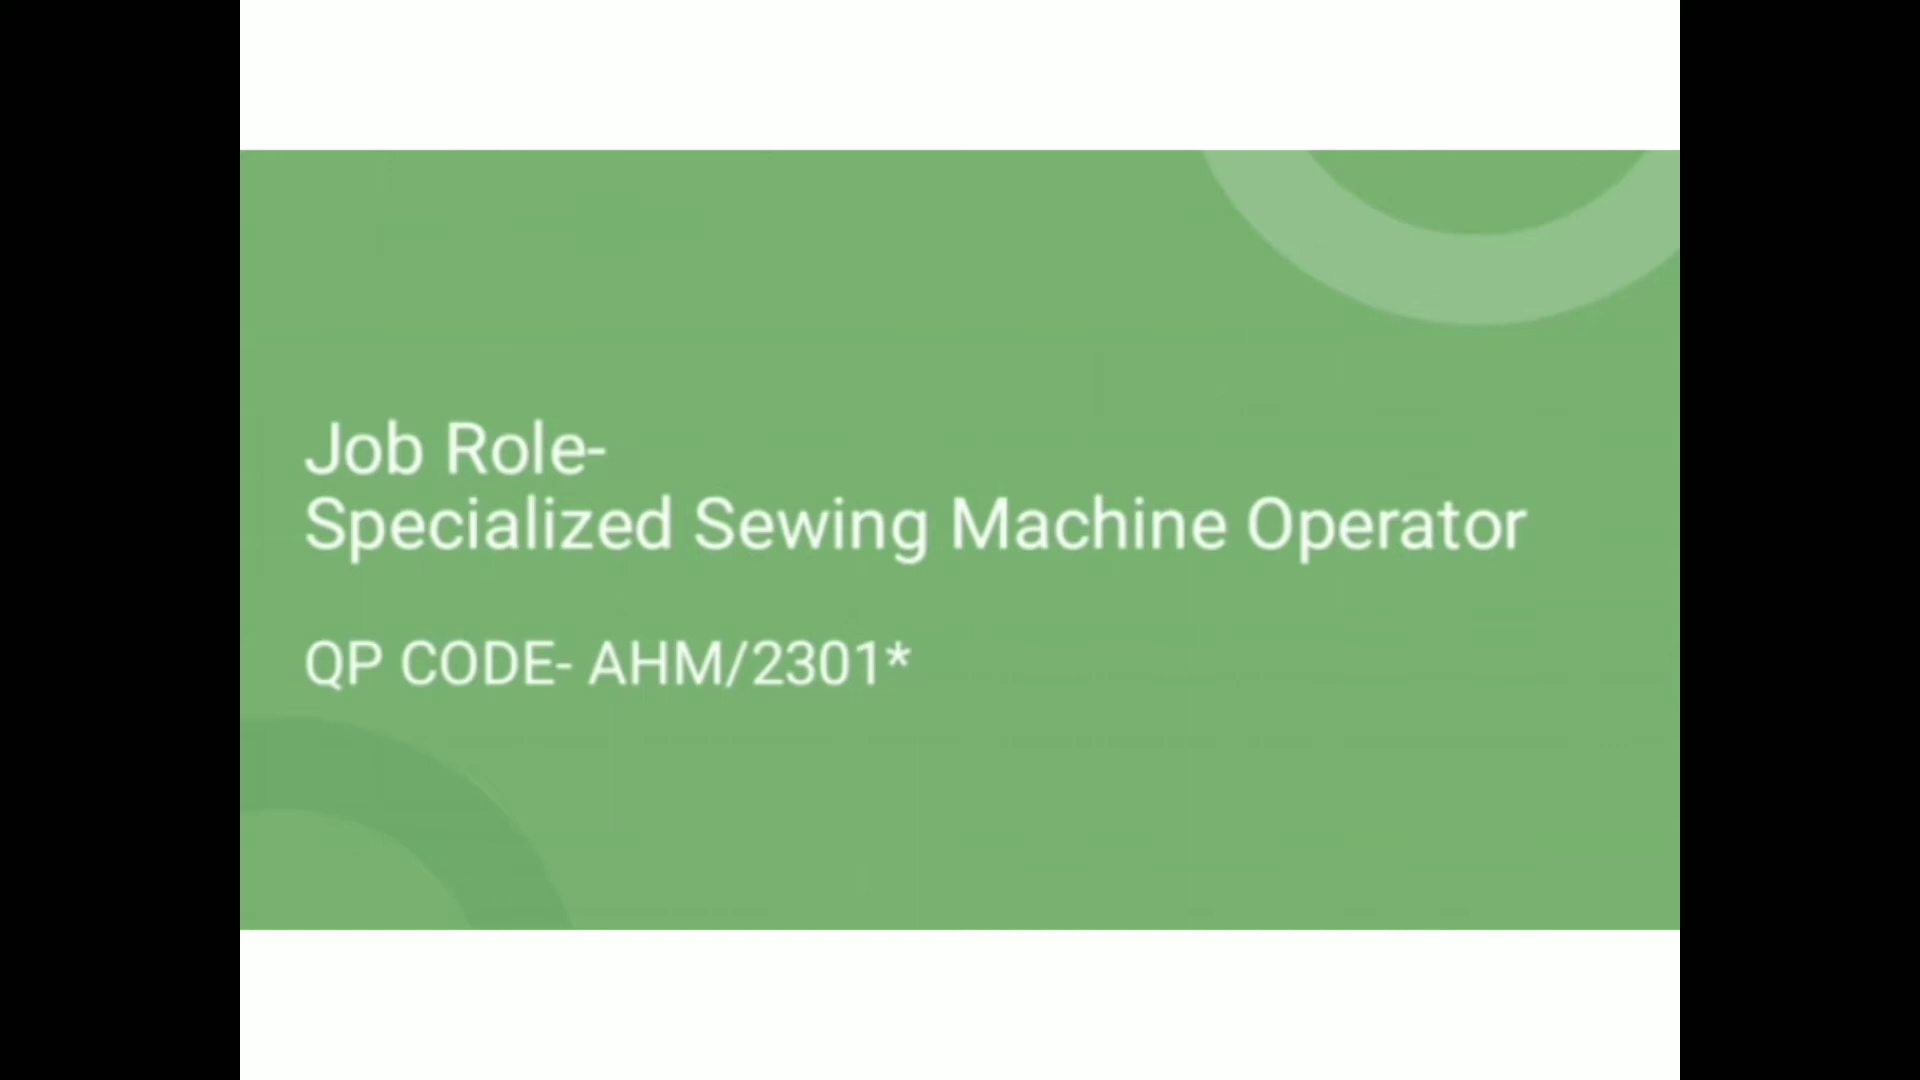 Job Role-
Specialized Sewing Machine Operator
QP CODE- AHM/2301*